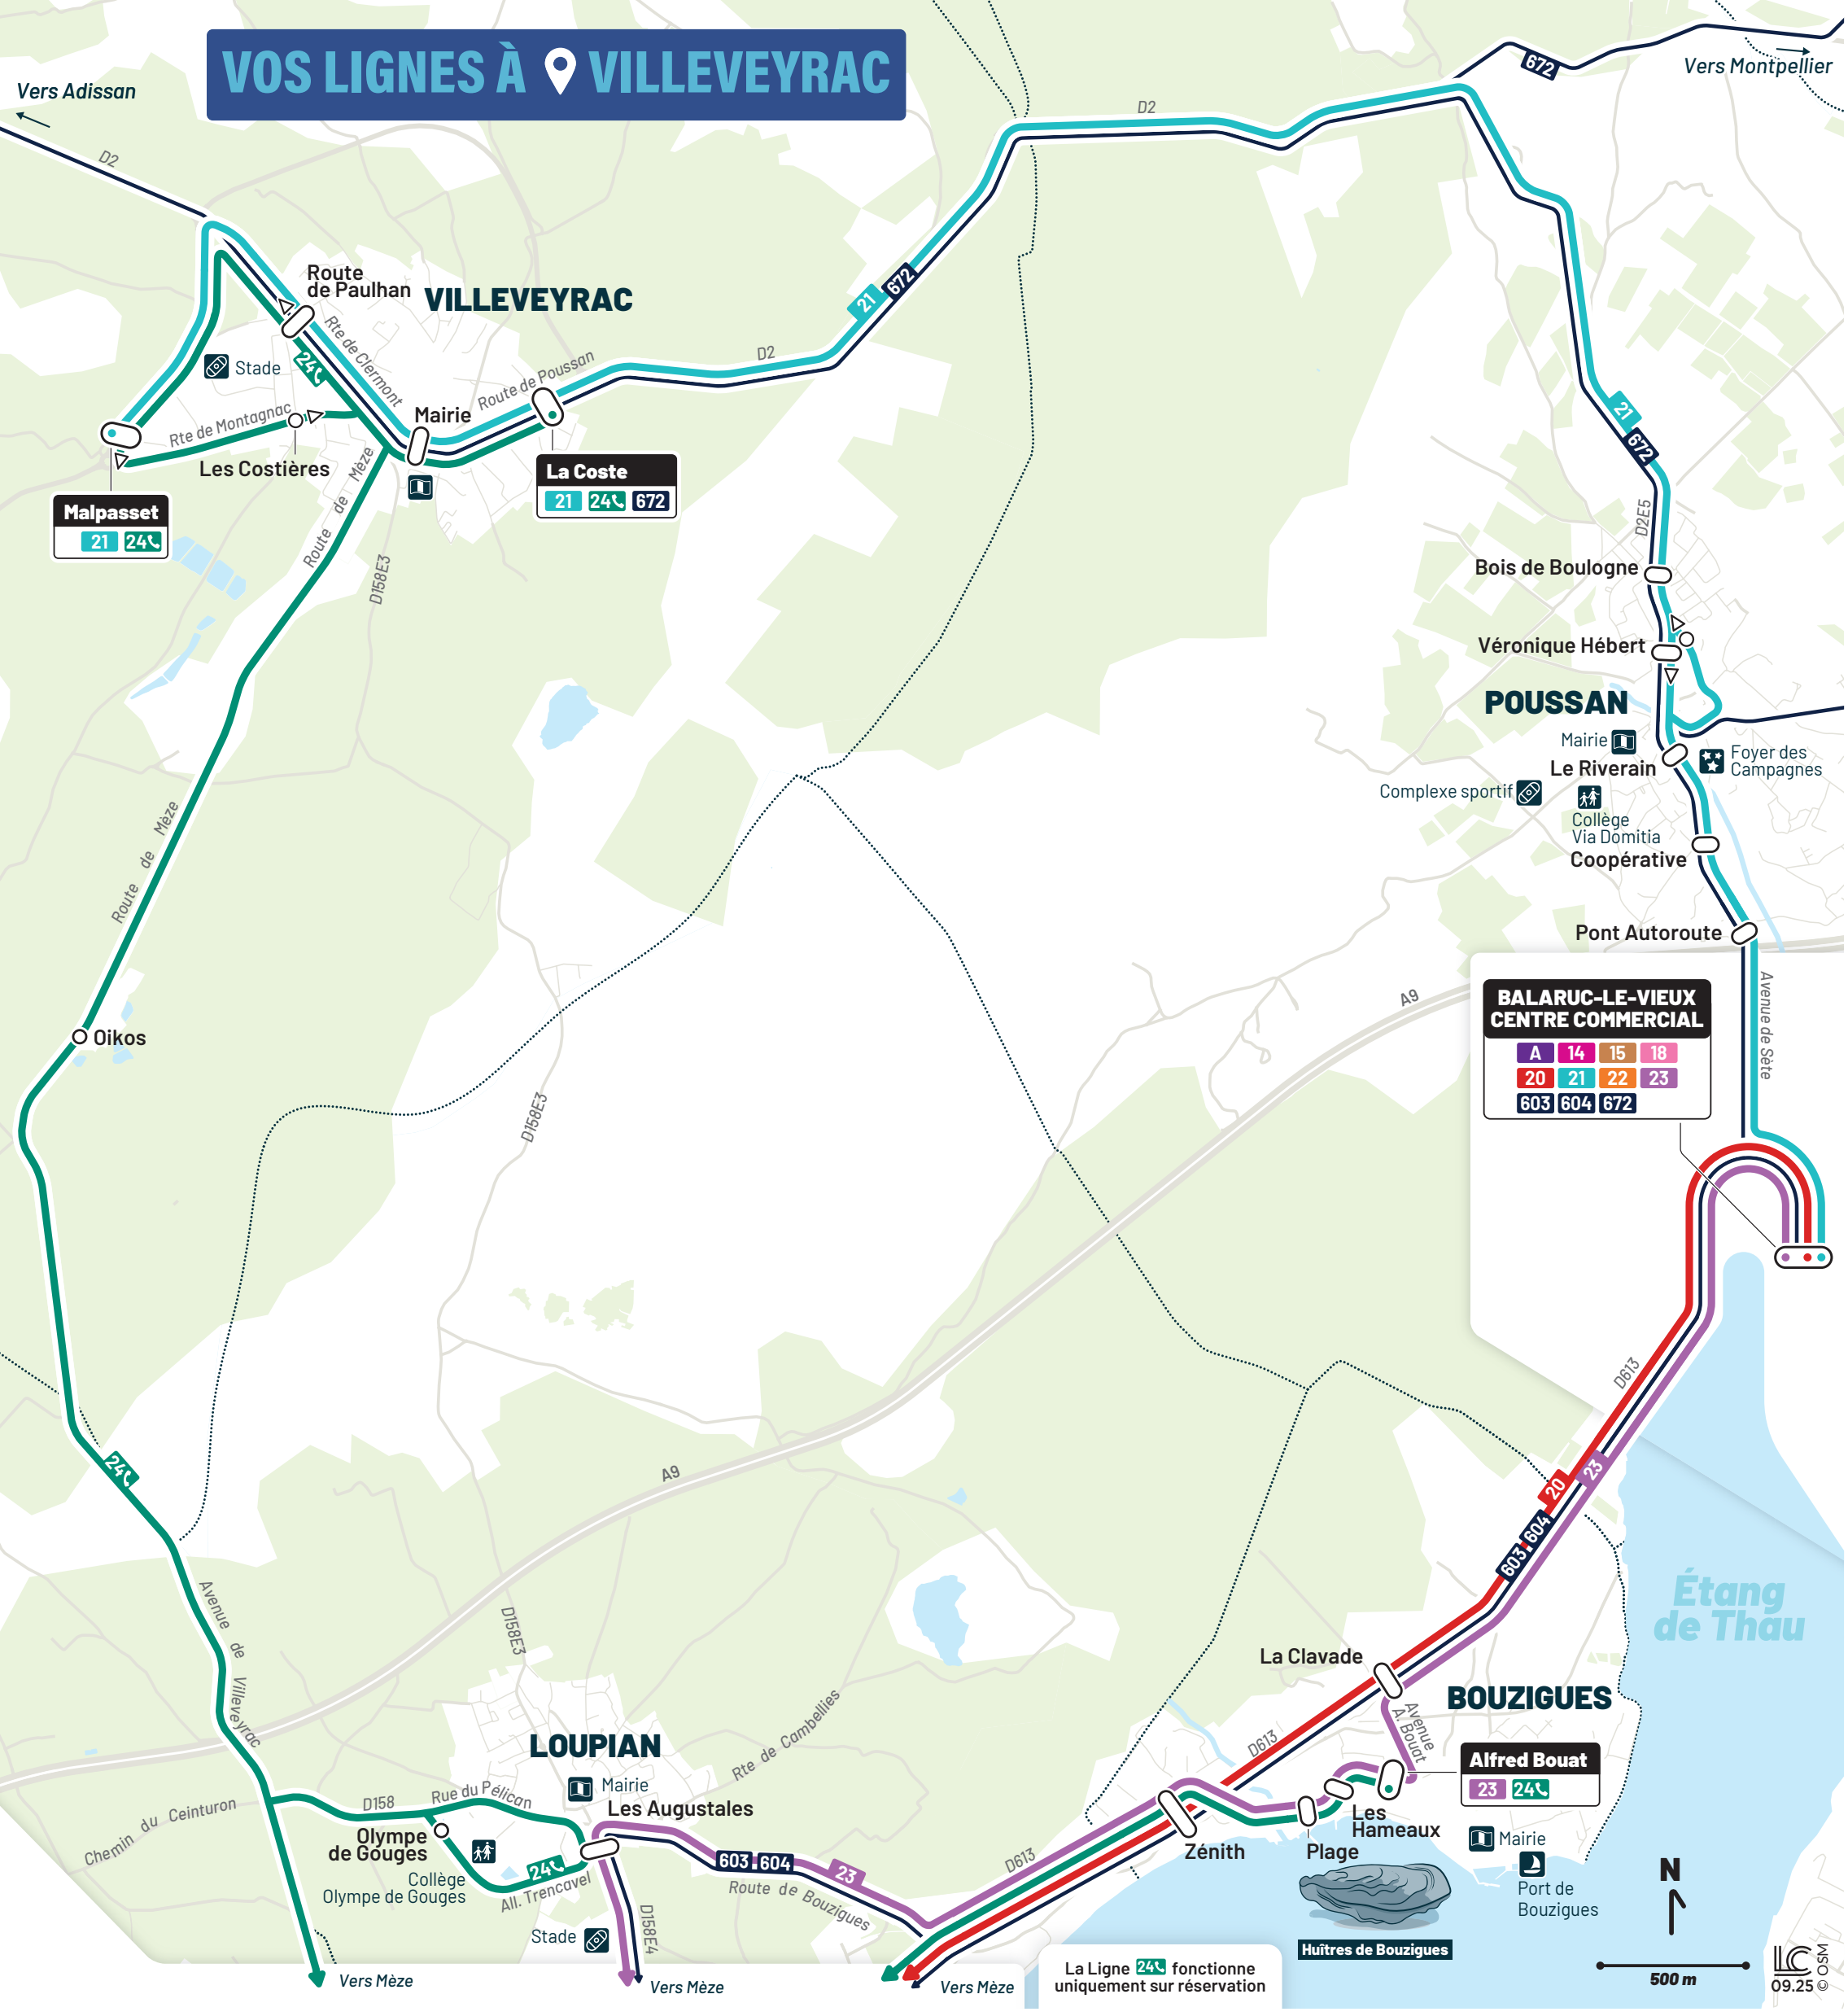 VOS LIGNES À VILLEVEYRAC
Vers Adissan
D2
D2
672
Vers Montpellier
Route
de Paulhan
VILLEVEYRAC
21 672
Stade
24
Rte de Clermont
Route de Poussan
D2
Mairie
Rte de Montagnac
Les Costières
La Coste
21 24 672
Malpasset
21 24
Route de Mèze
D158E3
21
672
D2E5
Bois de Boulogne
Véronique Hébert
POUSSAN
Mairie
Le Riverain
Foyer des
Campagnes
Complexe sportif
Collège
Via Domitia
Coopérative
Pont Autoroute
Route de Mèze
Oikos
A9
BALARUC-LE-VIEUX
CENTRE COMMERCIAL
A 14 15 18
20 21 22 23
603 604 672
Avenue de Sète
D158E3
D613
24
A9
20
23
603 604
Étang
de Thau
Avenue de Villeveyrac
D158E3
La Clavade
BOUZIGUES
Avenue
A. Bouat
LOUPIAN
Mairie
Rte de Cambellies
D613
Alfred Bouat
23 24
Chemin du Ceinturon
D158
Rue du Pélican
Les Augustales
Olympe
de Gouges
Collège
Olympe de Gouges
24
All. Trencavel
603 604
23
Route de Bouzigues
D613
Zénith
Plage
Les
Hameaux
Mairie
Port de
Bouzigues
Stade
D158E4
Huîtres de Bouzigues
N
Vers Mèze
Vers Mèze
Vers Mèze
La Ligne 24 fonctionne
uniquement sur réservation
500 m
LC
09.25
© OSM